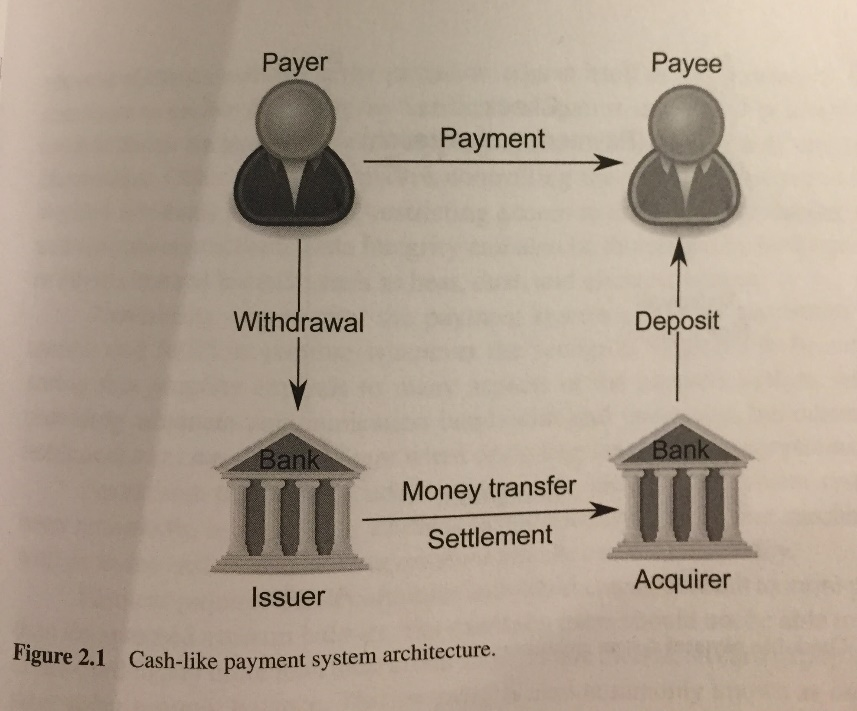 Payer
Payee
Payment
Withdrawal
Deposit
Bank
Bank
Money transfer
Settlement
Issuer
Acquirer
Figure 2.1 Cash-like payment system architecture.